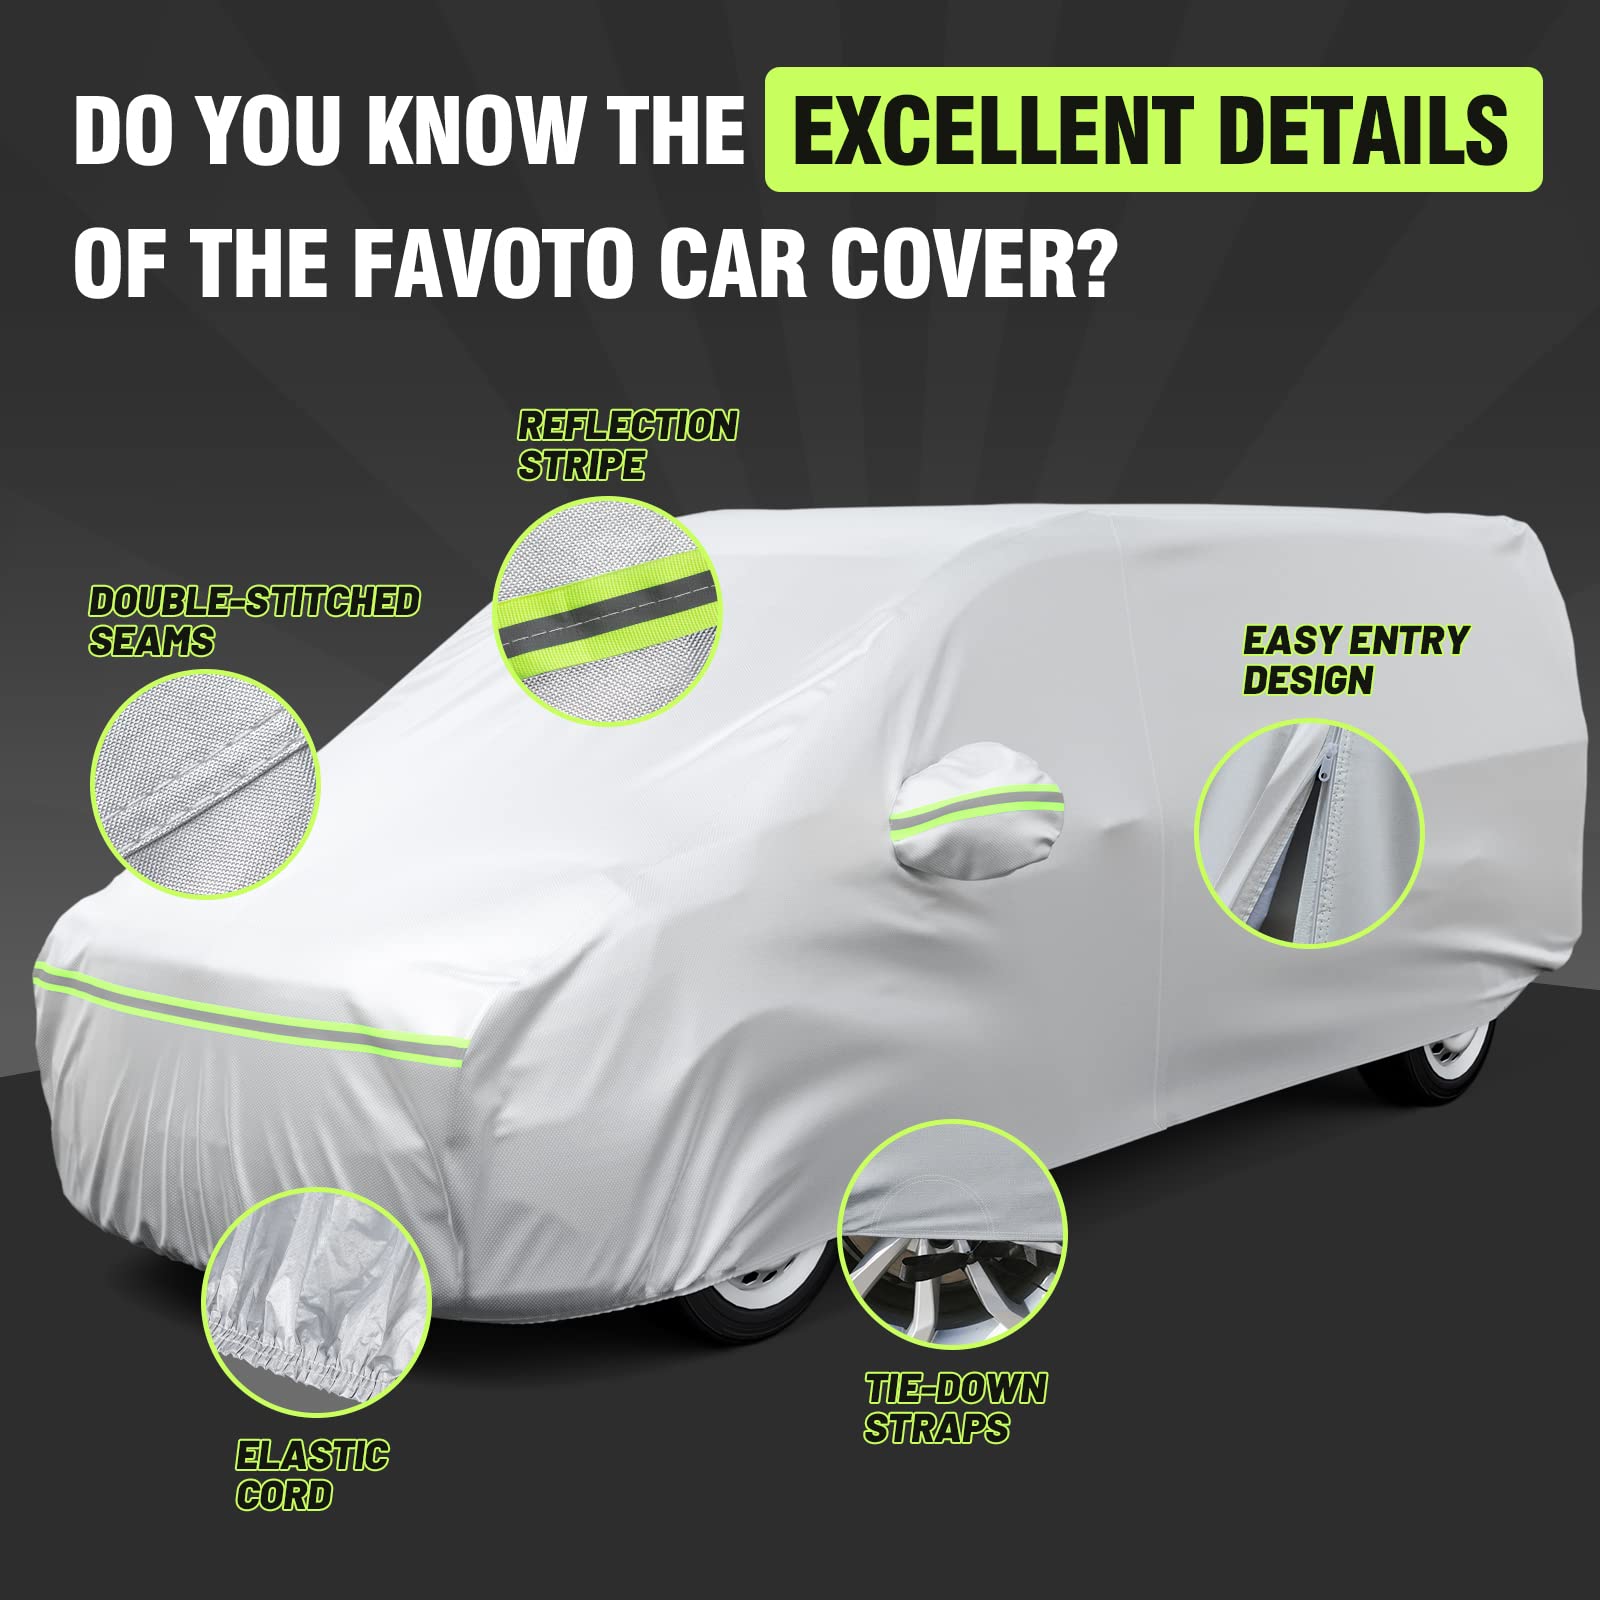 DO YOU KNOW THE EXCELLENT DETAILS
OF THE FAVOTO CAR COVER?
REFLECTION
STRIPE
DOUBLE-STITCHED
SEAMS
EASY ENTRY
DESIGN
TIE-DOWN
STRAPS
ELASTIC
CORD